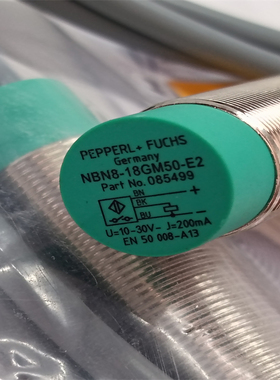 PEPPERL+ FUCHS
Germany
NBN8-18GM50-E2
Part No. 085499
BN +
BK
BU -
U=10-30V- J=200mA
EN 50 008-A13